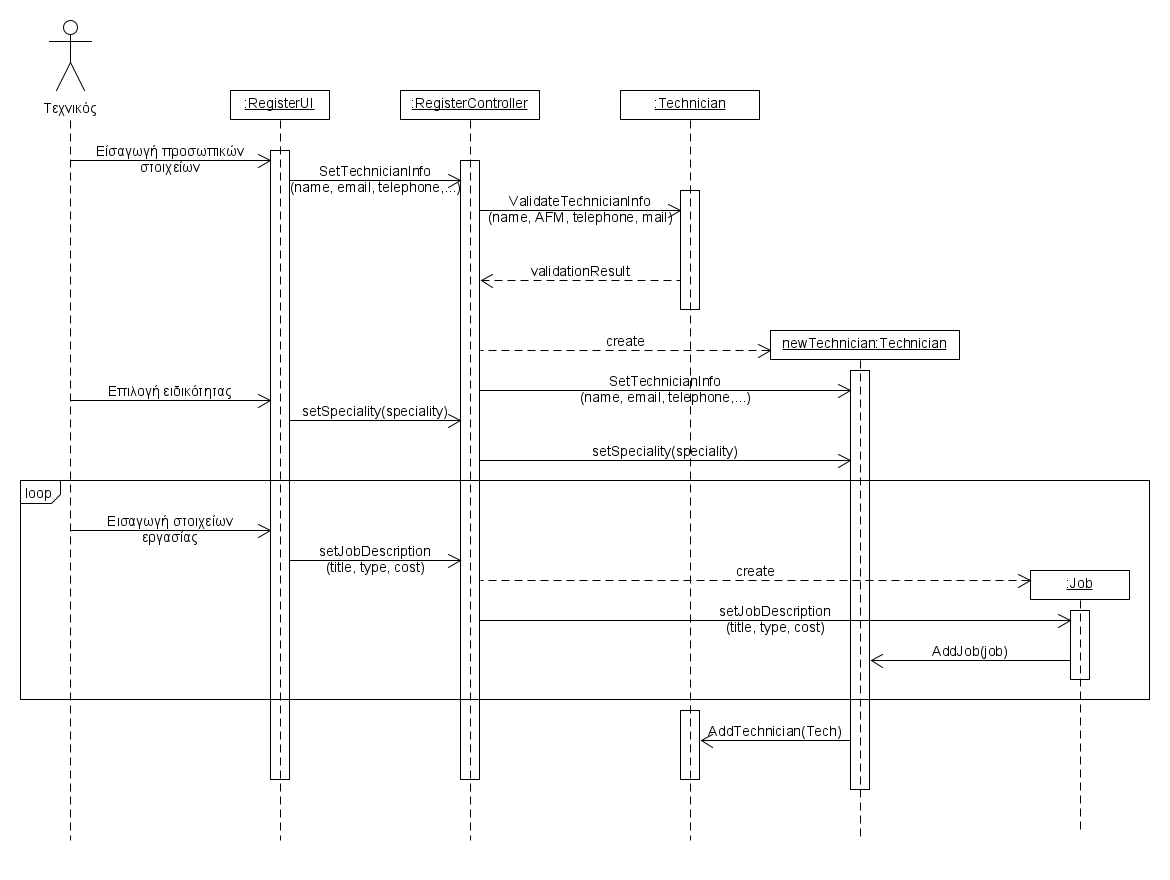 Τεχνικός
:RegisterUI
:RegisterController
:Technician
Είσαγωγή προσωπικών
στοιχείων
SetTechnicianInfo
(name, email, telephone,...)
ValidateTechnicianInfo
(name, AFM, telephone, mail)
validationResult
create
newTechnician:Technician
Επιλογή ειδικότητας
SetTechnicianInfo
(name, email, telephone,...)
setSpeciality(speciality)
setSpeciality(speciality)
loop
Εισαγωγή στοιχείων
εργασίας
setJobDescription
(title, type, cost)
create
:Job
setJobDescription
(title, type, cost)
AddJob(job)
AddTechnician(Tech)